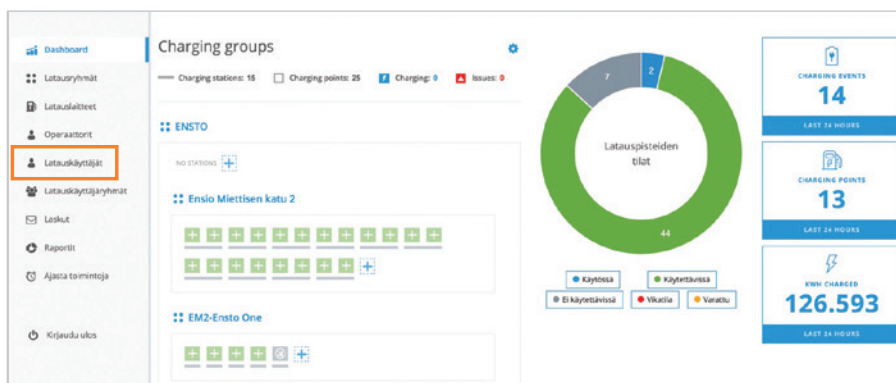 Dashboard
Latausryhmät
Latauslaitteet
Operaattorit
Latauskäyttäjät
Latauskäyttäjäryhmät
Laskut
Raportit
Ajasta toimintoja
Kirjaudu ulos
Charging groups
Charging stations: 15 Charging points: 25 Charging: 0 Issues: 0
ENSTO
NO STATIONS
Ensio Miettisen katu 2
EM2-Ensto One
7 2
Latauspisteiden
tilat
44
Käytössä Käytettävissä
Ei käytettävissä Vikatila Varattu
CHARGING EVENTS
14
LAST 24 HOURS
CHARGING POINTS
13
LAST 24 HOURS
KWH CHARGED
126.593
LAST 24 HOURS